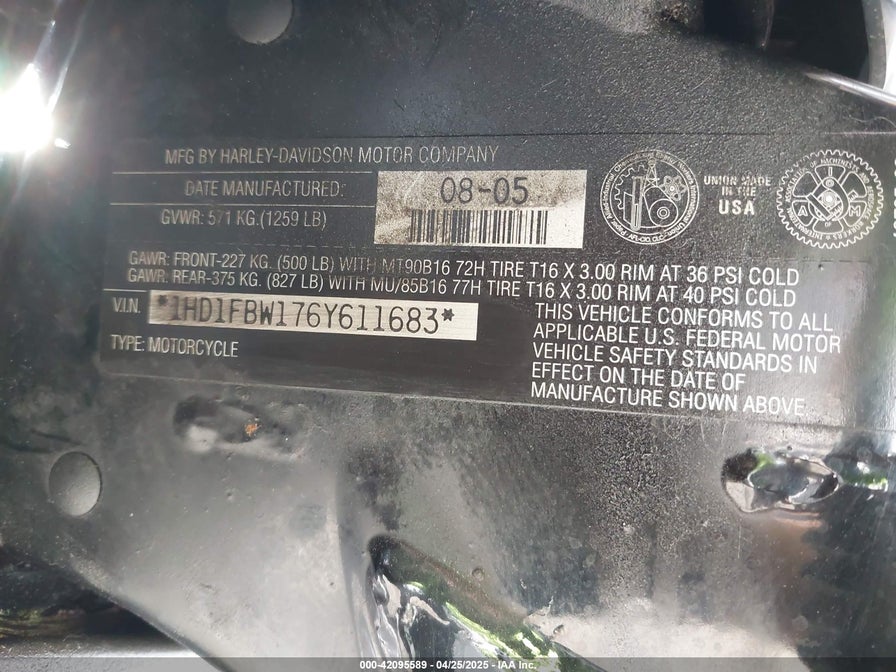 MFG BY HARLEY-DAVIDSON MOTOR COMPANY
DATE MANUFACTURED: 08-05
GVWR: 571 KG.(1259 LB)
UNION MADE
IN THE
USA
GAWR: FRONT-227 KG. (500 LB) WITH MT90B16 72H TIRE T16 X 3.00 RIM AT 36 PSI COLD
GAWR: REAR-375 KG. (827 LB) WITH MU/85B16 77H TIRE T16 X 3.00 RIM AT 40 PSI COLD
V.I.N. *1HD1FBW176Y611683*
TYPE: MOTORCYCLE
THIS VEHICLE CONFORMS TO ALL
APPLICABLE U.S. FEDERAL MOTOR
VEHICLE SAFETY STANDARDS IN
EFFECT ON THE DATE OF
MANUFACTURE SHOWN ABOVE
000-42095589 - 04/25/2025 - IAA Inc.